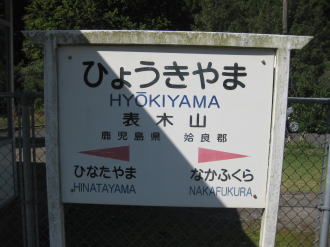 ひょうきやま
HYŌKIYAMA
表木山
鹿児島県 姶良郡
ひなたやま なかふくら
HINATAYAMA NAKAFUKURA